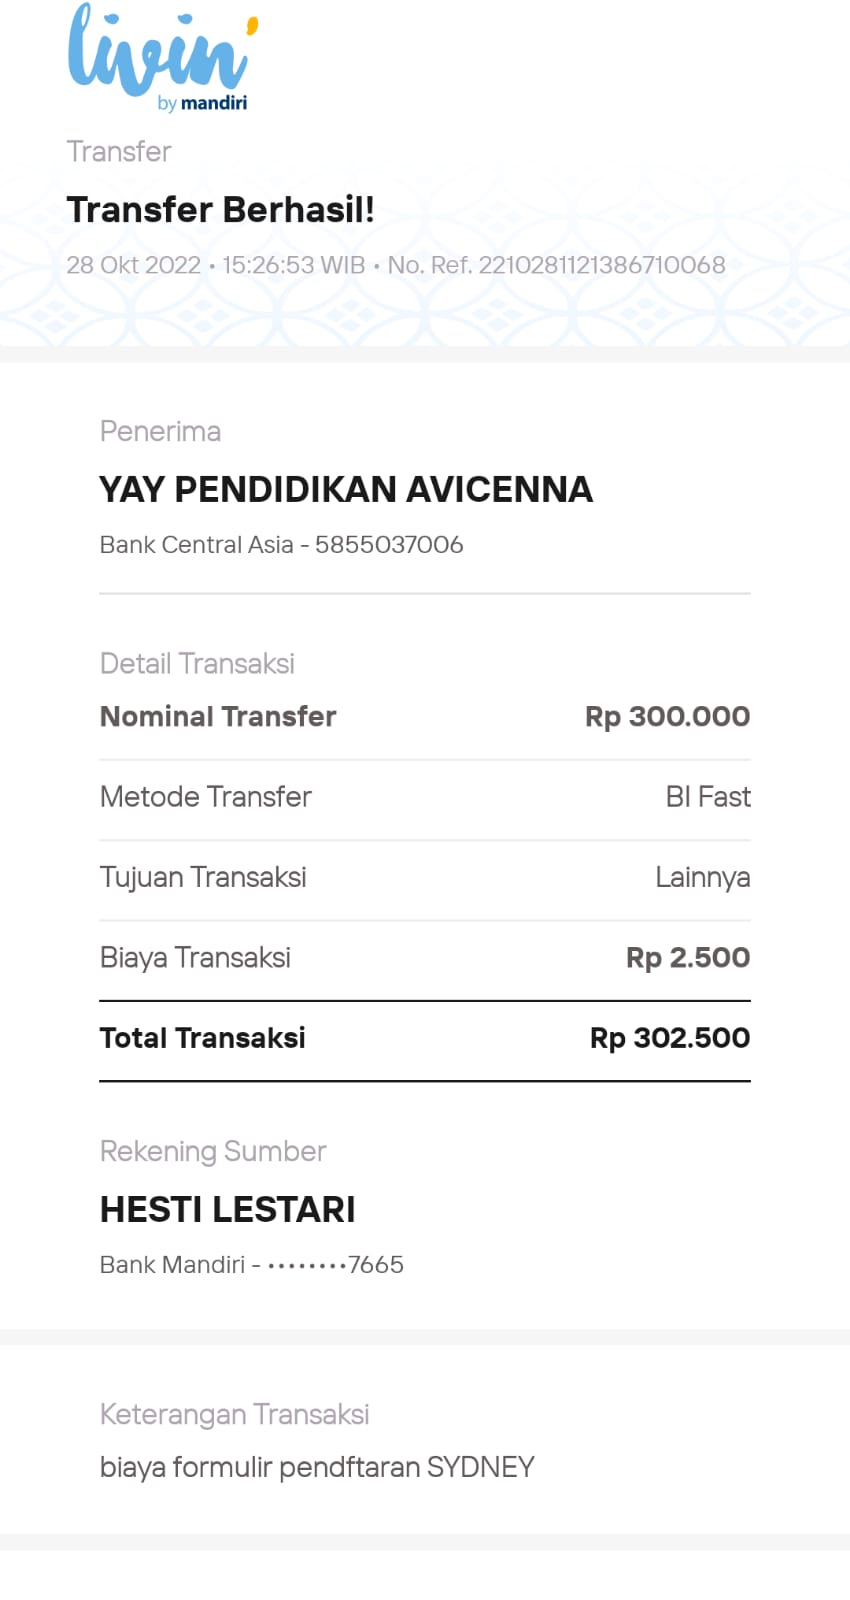 livin'
by mandiri
Transfer
Transfer Berhasil!
28 Okt 2022 • 15:26:53 WIB • No. Ref. 2210281121386710068
Penerima
YAY PENDIDIKAN AVICENNA
Bank Central Asia - 5855037006
Detail Transaksi
Nominal Transfer Rp 300.000
Metode Transfer BI Fast
Tujuan Transaksi Lainnya
Biaya Transaksi Rp 2.500
Total Transaksi Rp 302.500
Rekening Sumber
HESTI LESTARI
Bank Mandiri - ••••••••7665
Keterangan Transaksi
biaya formulir pendftaran SYDNEY